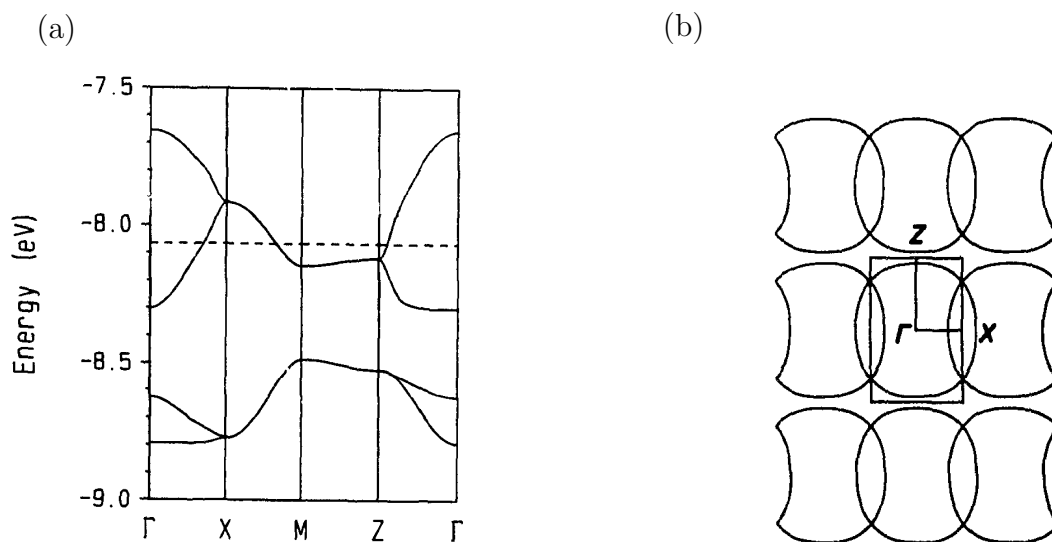 (a)
(b)
-7.5
-8.0
-8.5
-9.0
Energy (eV)
Γ X M Z Γ
Z
Γ X